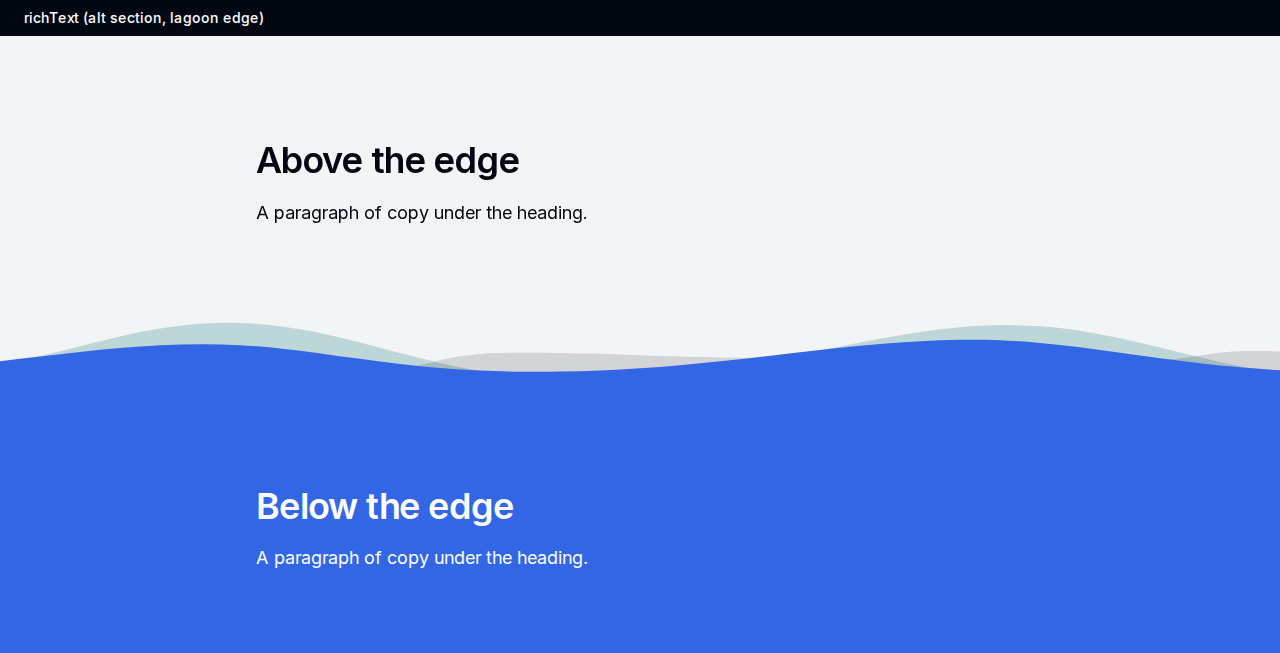 richText (alt section, lagoon edge)
Above the edge
A paragraph of copy under the heading.
Below the edge
A paragraph of copy under the heading.